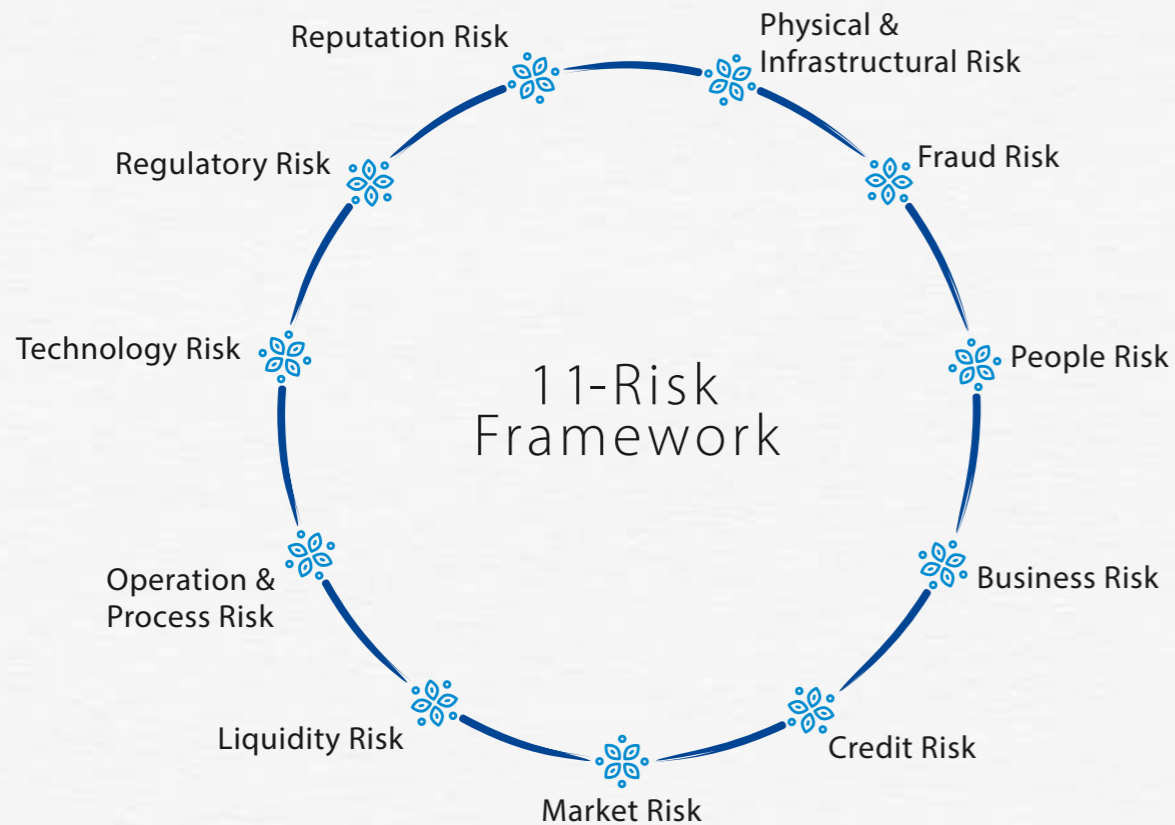 Reputation Risk
Physical &
Infrastructural Risk
Regulatory Risk
Fraud Risk
Technology Risk
People Risk
11-Risk
Framework
Operation &
Process Risk
Business Risk
Liquidity Risk
Credit Risk
Market Risk